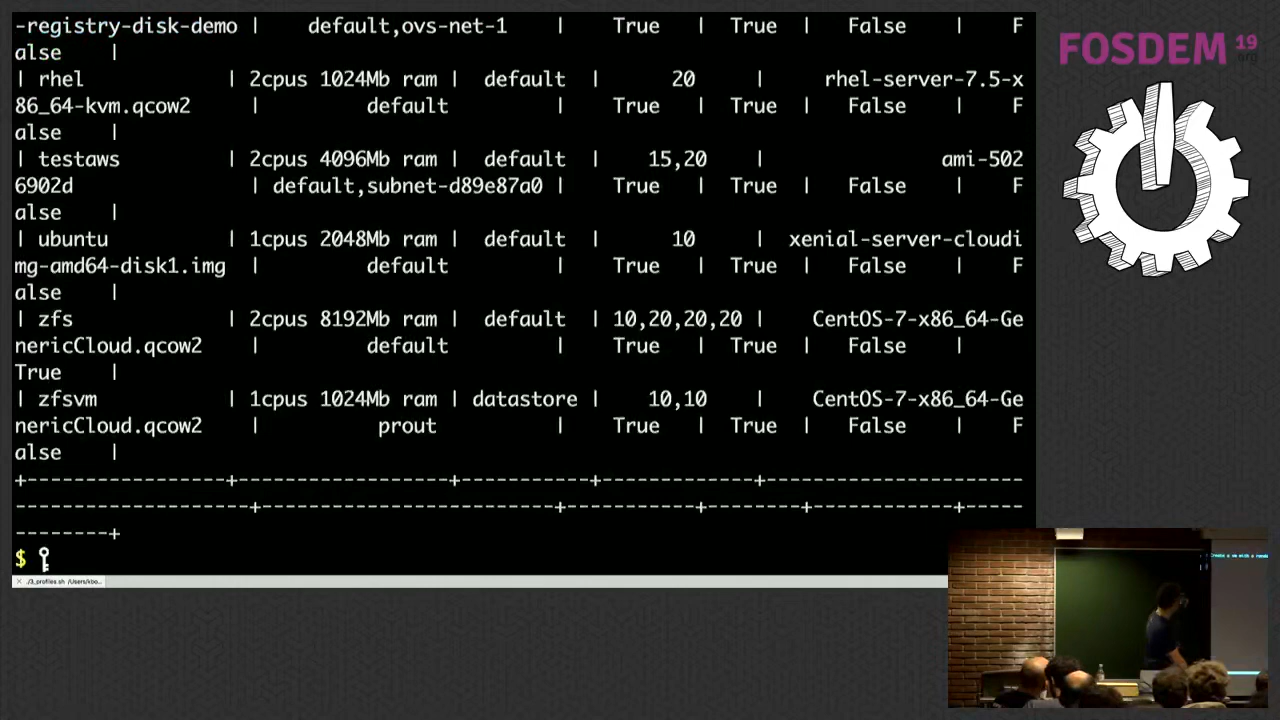 -registry-disk-demo |    default,ovs-net-1    |    True   |  True  |   False    |    F
alse    |
| rhel            | 2cpus 1024Mb ram |  default  |      20     |     rhel-server-7.5-x
86_64-kvm.qcow2     |         default         |    True   |  True  |   False    |    F
alse    |
| testaws         | 2cpus 4096Mb ram |  default  |    15,20    |               ami-502
6902d               | default,subnet-d89e87a0 |    True   |  True  |   False    |    F
alse    |
| ubuntu          | 1cpus 2048Mb ram |  default  |      10     |  xenial-server-cloudi
mg-amd64-disk1.img  |         default         |    True   |  True  |   False    |    F
alse    |
| zfs             | 2cpus 8192Mb ram |  default  | 10,20,20,20 |    CentOS-7-x86_64-Ge
nericCloud.qcow2    |         default         |    True   |  True  |   False    |
True    |
| zfsvm           | 1cpus 1024Mb ram | datastore |    10,10    |    CentOS-7-x86_64-Ge
nericCloud.qcow2    |          prout          |    True   |  True  |   False    |    F
alse    |
$
./3_profiles.sh /Users/kbo...
FOSDEM 19
.org